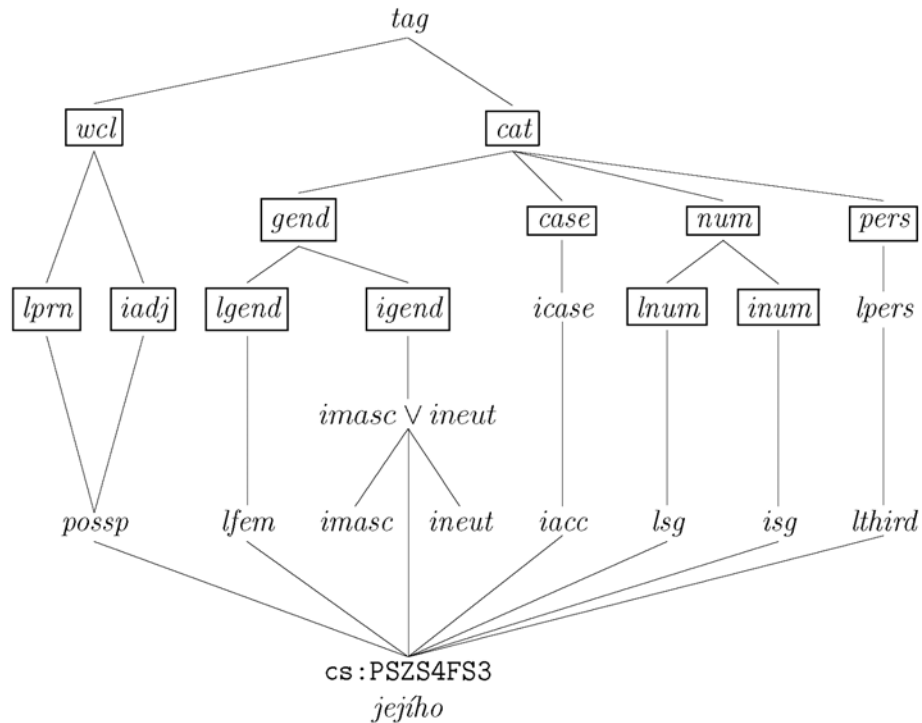 tag
wcl cat
gend case num pers
lprn iadj lgend igend icase lnum inum lpers
imasc ∨ ineut
possp lfem imasc ineut iacc lsg isg lthird
cs:PSZS4FS3
jejího